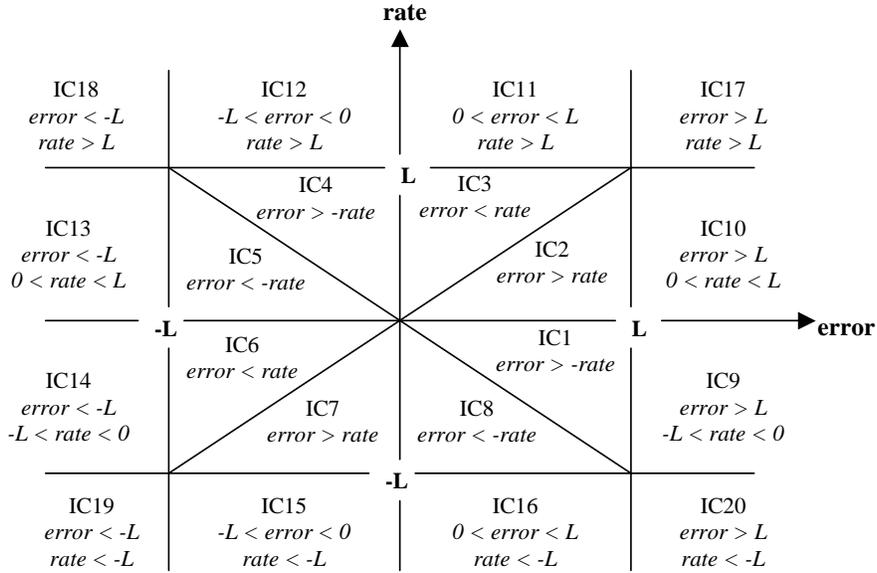 rate
IC18
error < -L
rate > L
IC12
-L < error < 0
rate > L
IC11
0 < error < L
rate > L
IC17
error > L
rate > L
L
IC4
error > -rate
IC3
error < rate
IC13
error < -L
0 < rate < L
IC5
error < -rate
IC2
error > rate
IC10
error > L
0 < rate < L
-L
L
error
IC6
error < rate
IC1
error > -rate
IC14
error < -L
-L < rate < 0
IC7
error > rate
IC8
error < -rate
IC9
error > L
-L < rate < 0
-L
IC19
error < -L
rate < -L
IC15
-L < error < 0
rate < -L
IC16
0 < error < L
rate < -L
IC20
error > L
rate < -L